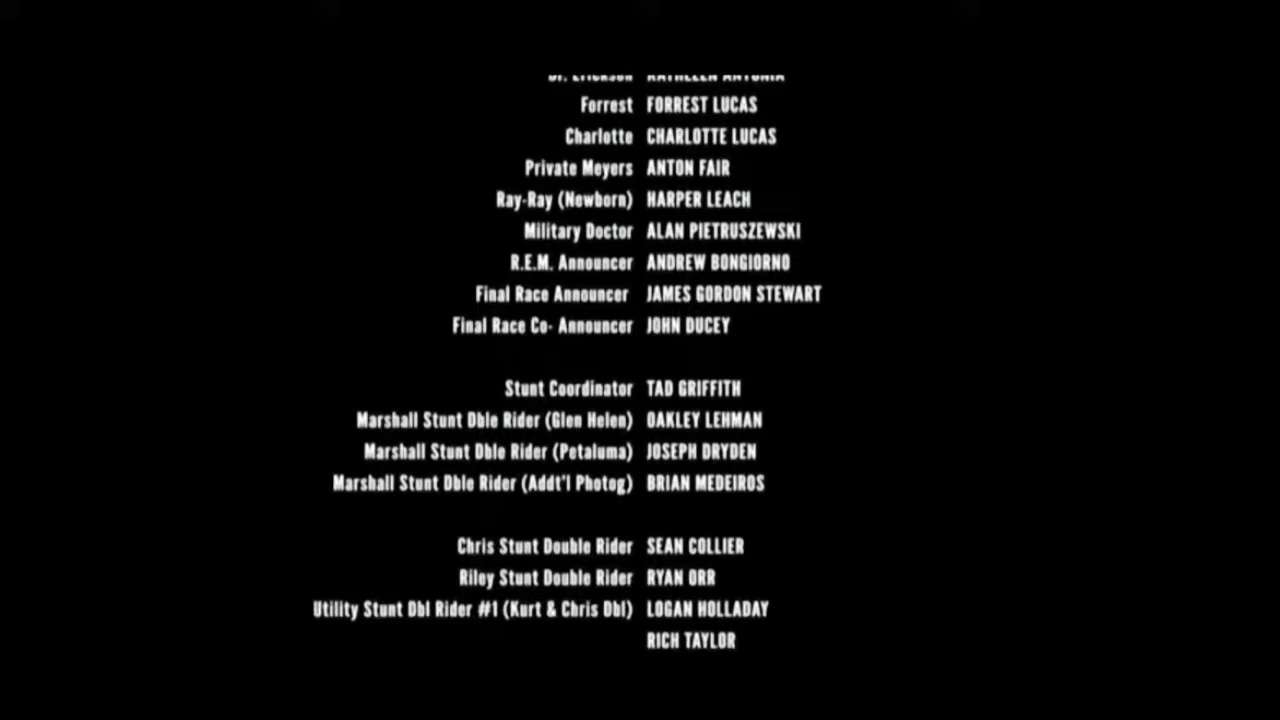 Forrest FORREST LUCAS
Charlotte CHARLOTTE LUCAS
Private Meyers ANTON FAIR
Ray-Ray (Newborn) HARPER LEACH
Military Doctor ALAN PIETRUSZEWSKI
R.E.M. Announcer ANDREW BONGIORNO
Final Race Announcer JAMES GORDON STEWART
Final Race Co- Announcer JOHN DUCEY
Stunt Coordinator TAD GRIFFITH
Marshall Stunt Dble Rider (Glen Helen) OAKLEY LEHMAN
Marshall Stunt Dble Rider (Petaluma) JOSEPH DRYDEN
Marshall Stunt Dble Rider (Addt'l Photog) BRIAN MEDEIROS
Chris Stunt Double Rider SEAN COLLIER
Riley Stunt Double Rider RYAN ORR
Utility Stunt Dbl Rider #1 (Kurt & Chris Dbl) LOGAN HOLLADAY
RICH TAYLOR